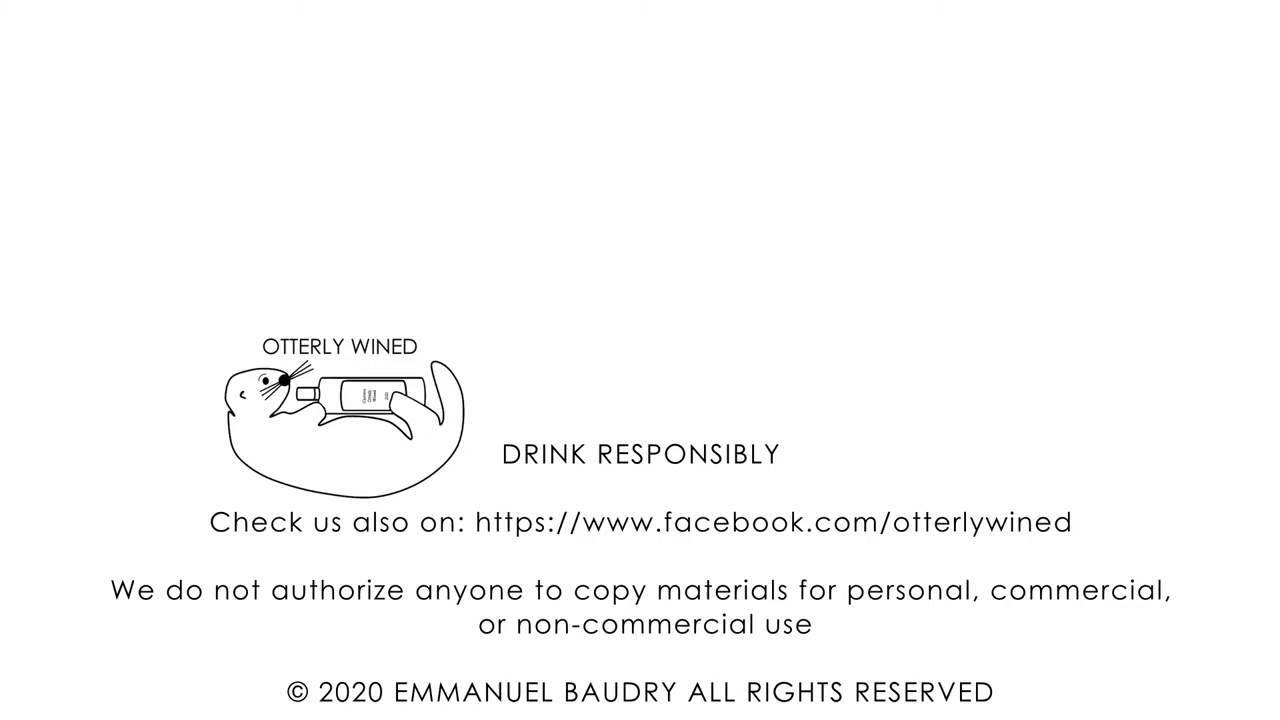 OTTERLY WINED
DRINK RESPONSIBLY
Check us also on: https://www.facebook.com/otterlywined
We do not authorize anyone to copy materials for personal, commercial,
or non-commercial use
© 2020 EMMANUEL BAUDRY ALL RIGHTS RESERVED